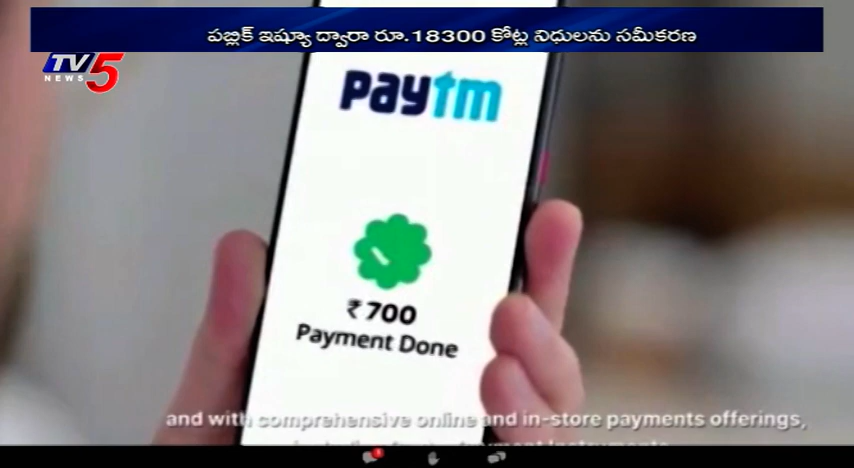 పబ్లిక్ ఇష్యూ ద్వారా రూ.18300 కోట్ల నిధులను సమీకరణ
TV5
NEWS
paytm
₹700
Payment Done
and with comprehensive online and in-store payments offerings,